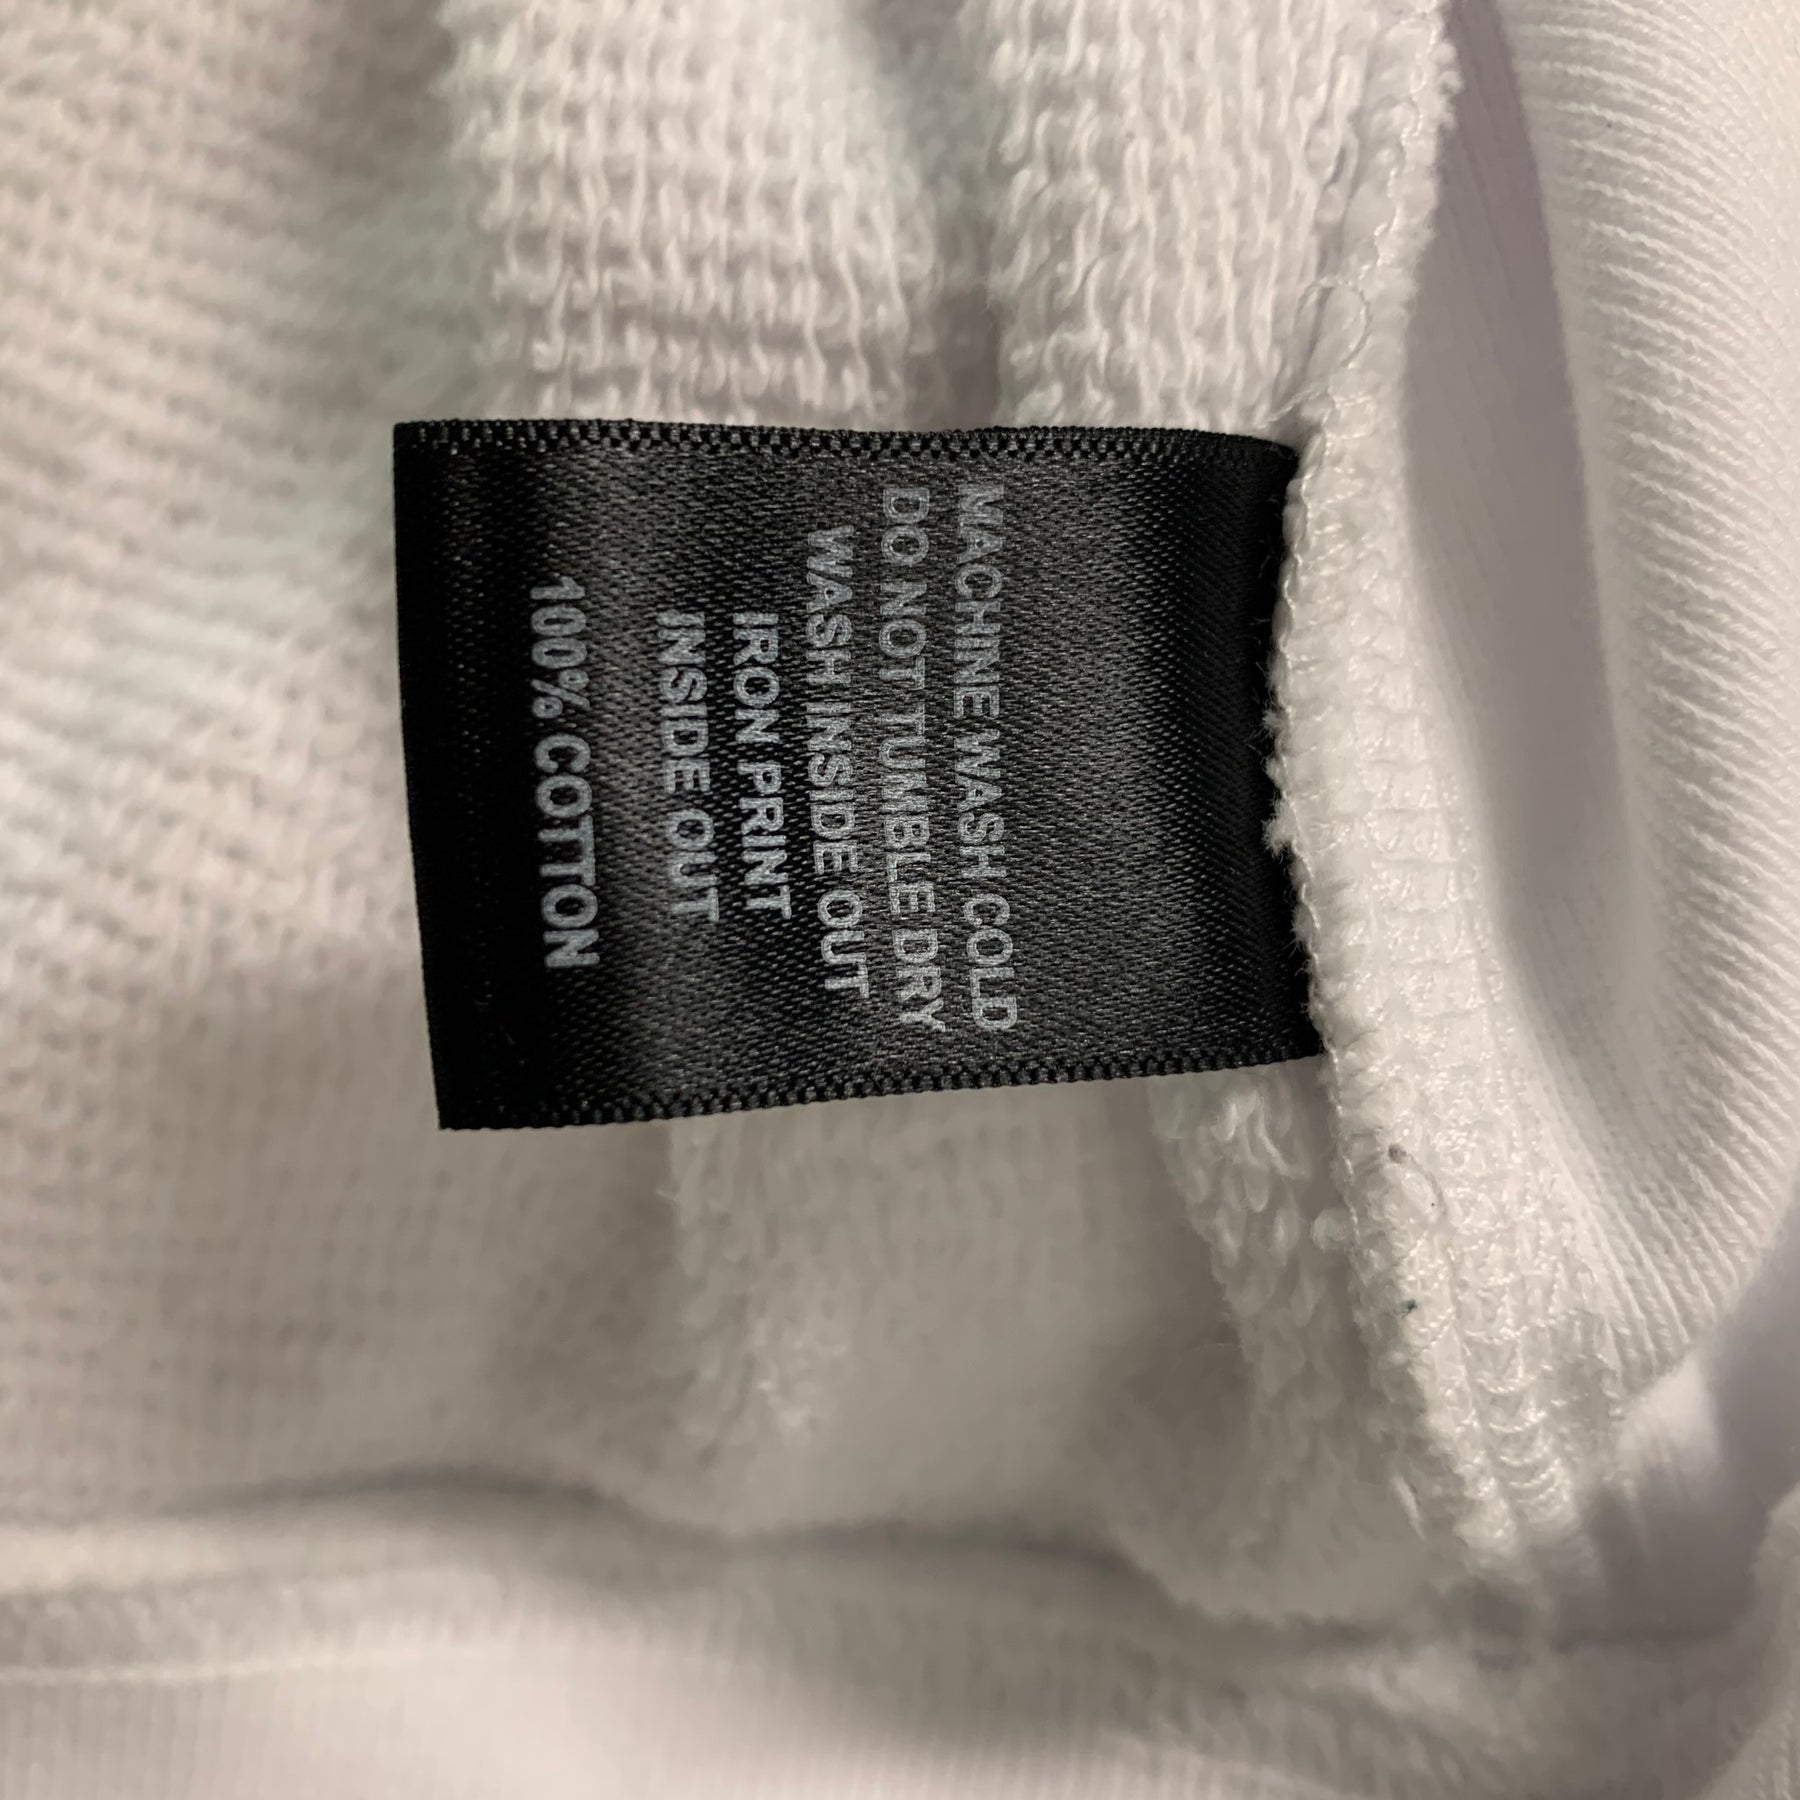 MACHINE WASH COLD
DO NOT TUMBLE DRY
WASH INSIDE OUT
IRON PRINT
INSIDE OUT
100% COTTON